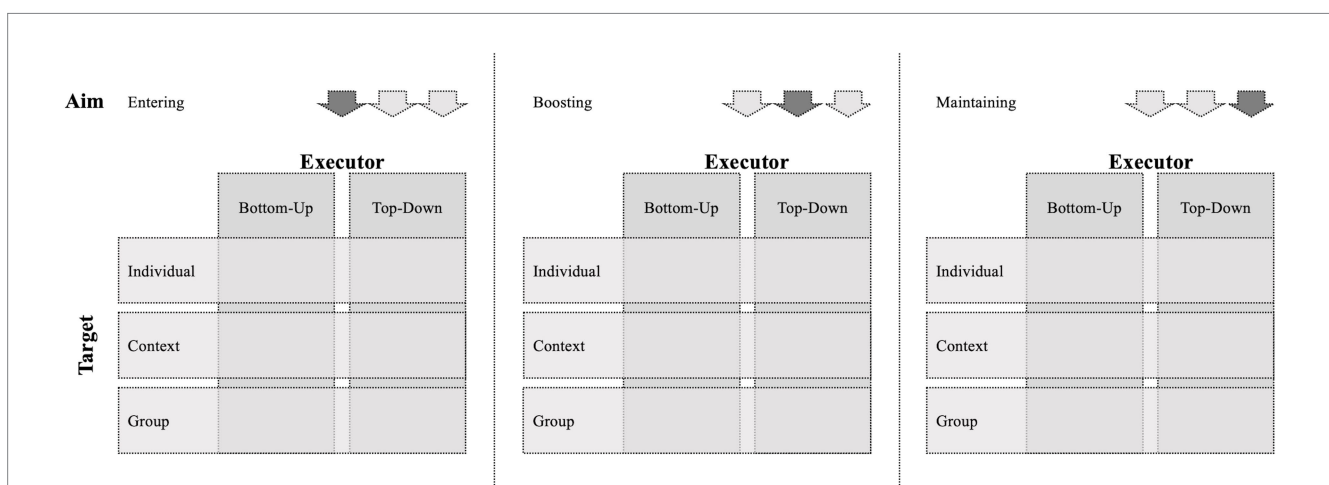 Aim Entering Boosting Maintaining
Executor Executor Executor
Bottom-Up Top-Down Bottom-Up Top-Down Bottom-Up Top-Down
Individual Individual Individual
Target
Context Context Context
Group Group Group